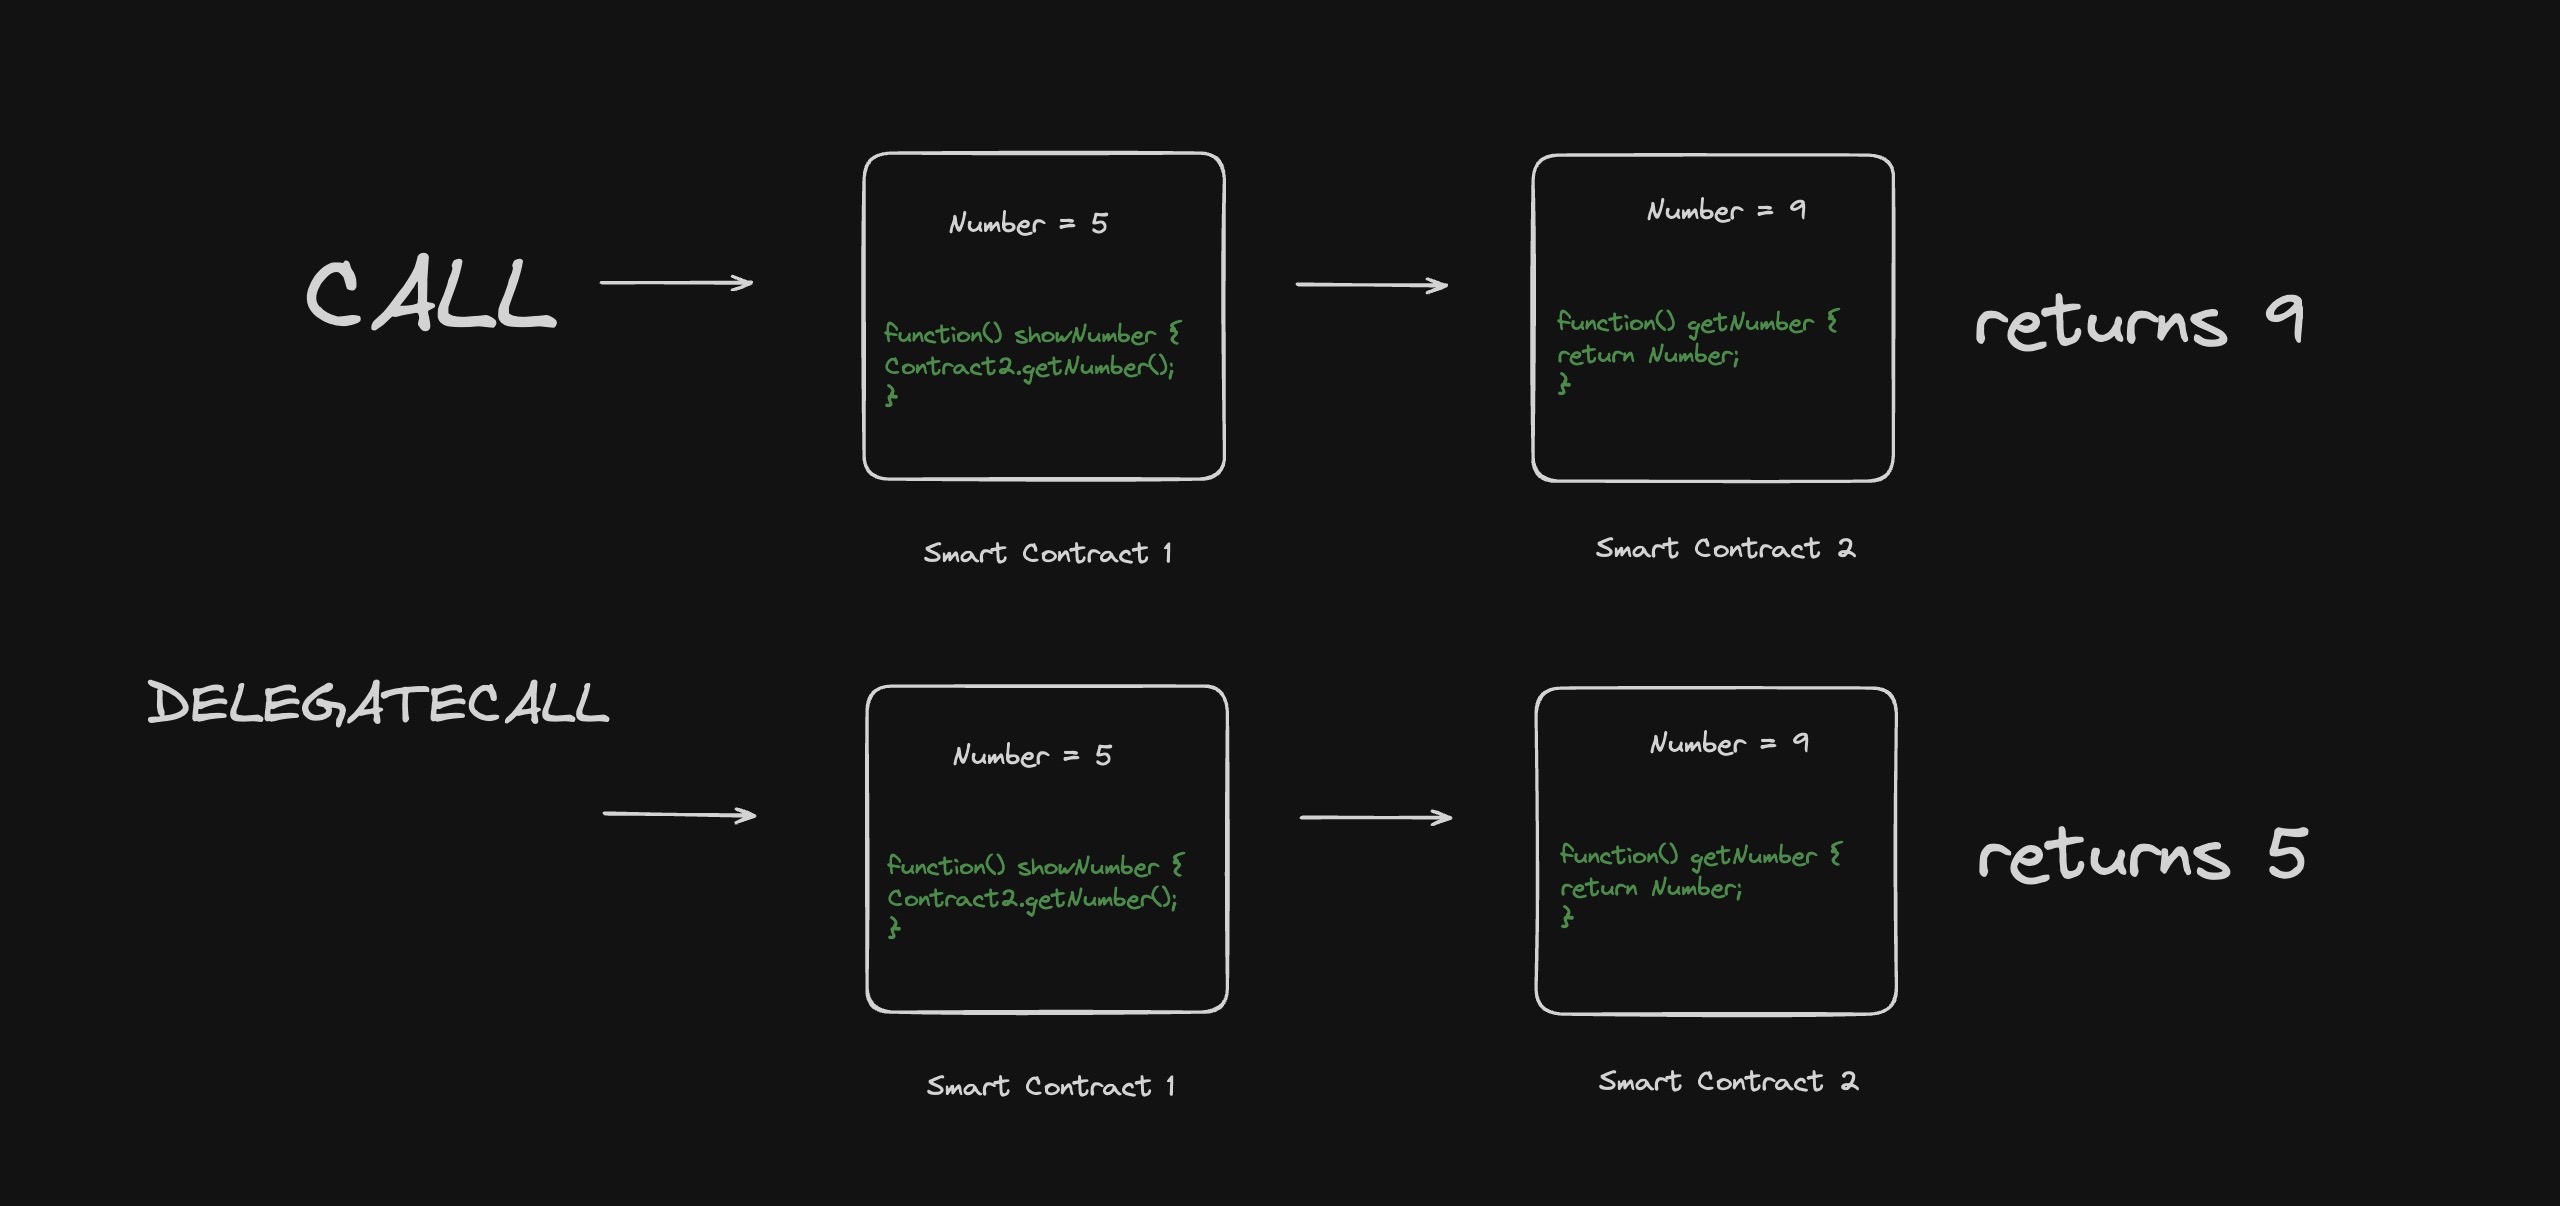 CALL
Number = 5
function() showNumber {
Contract2.getNumber();
}
Smart Contract 1
Number = 9
function() getNumber {
return Number;
}
Smart Contract 2
returns 9
DELEGATECALL
Number = 5
function() showNumber {
Contract2.getNumber();
}
Smart Contract 1
Number = 9
function() getNumber {
return Number;
}
Smart Contract 2
returns 5